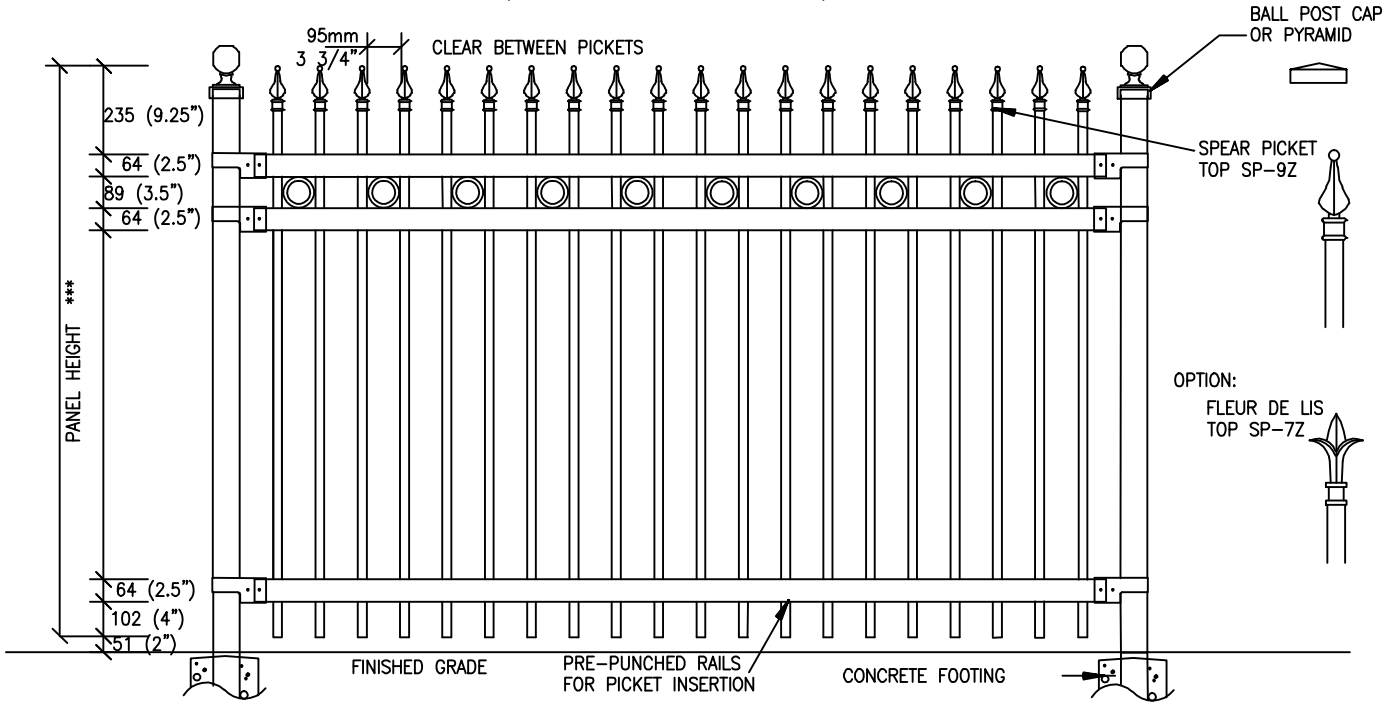 BALL POST CAP
OR PYRAMID
95mm
3 3/4"
CLEAR BETWEEN PICKETS
235 (9.25")
64 (2.5")
89 (3.5")
64 (2.5")
SPEAR PICKET
TOP SP-9Z
PANEL HEIGHT ***
OPTION:
FLEUR DE LIS
TOP SP-7Z
64 (2.5")
102 (4")
51 (2")
FINISHED GRADE
PRE-PUNCHED RAILS
FOR PICKET INSERTION
CONCRETE FOOTING